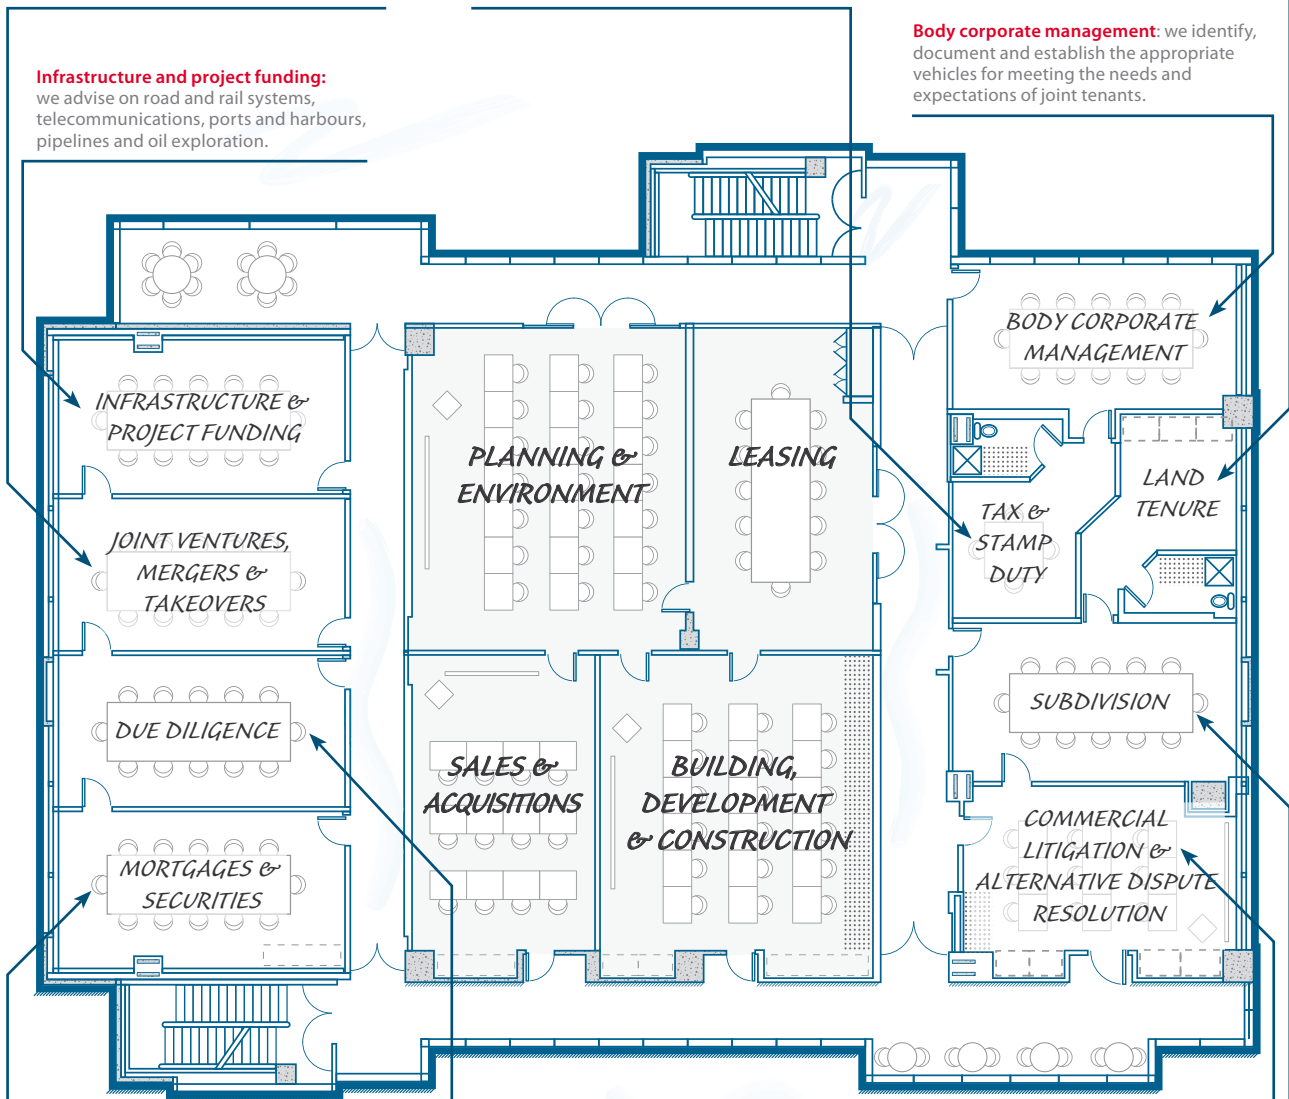 Infrastructure and project funding:
we advise on road and rail systems,
telecommunications, ports and harbours,
pipelines and oil exploration.
Body corporate management: we identify,
document and establish the appropriate
vehicles for meeting the needs and
expectations of joint tenants.
INFRASTRUCTURE &
PROJECT FUNDING
JOINT VENTURES,
MERGERS &
TAKEOVERS
DUE DILIGENCE
MORTGAGES &
SECURITIES
PLANNING &
ENVIRONMENT
LEASING
SALES &
ACQUISITIONS
BUILDING,
DEVELOPMENT
& CONSTRUCTION
BODY CORPORATE
MANAGEMENT
LAND
TENURE
TAX &
STAMP
DUTY
SUBDIVISION
COMMERCIAL
LITIGATION &
ALTERNATIVE DISPUTE
RESOLUTION